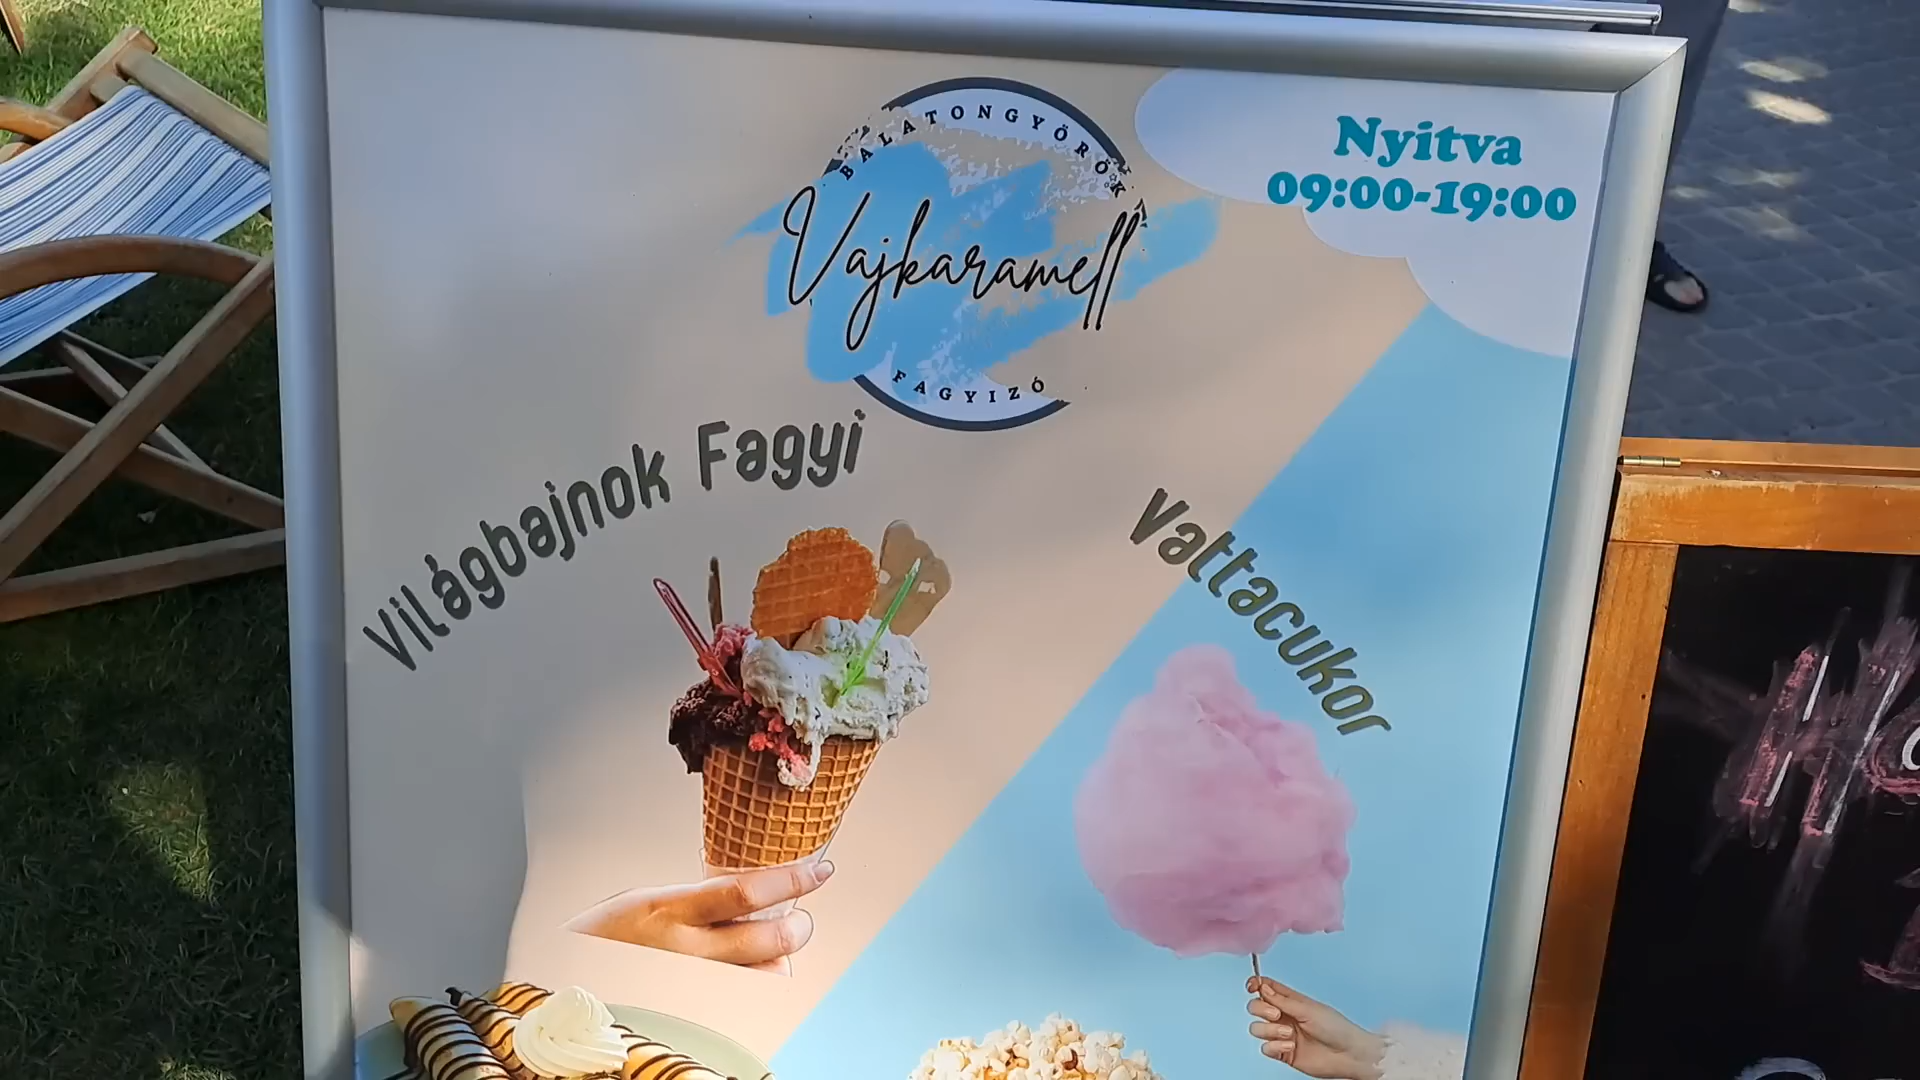 BALATONGYÖRÖK
Vajkaramell
FAGYIZÓ
Nyitva
09:00-19:00
Világbajnok Fagyi
Vattacukor